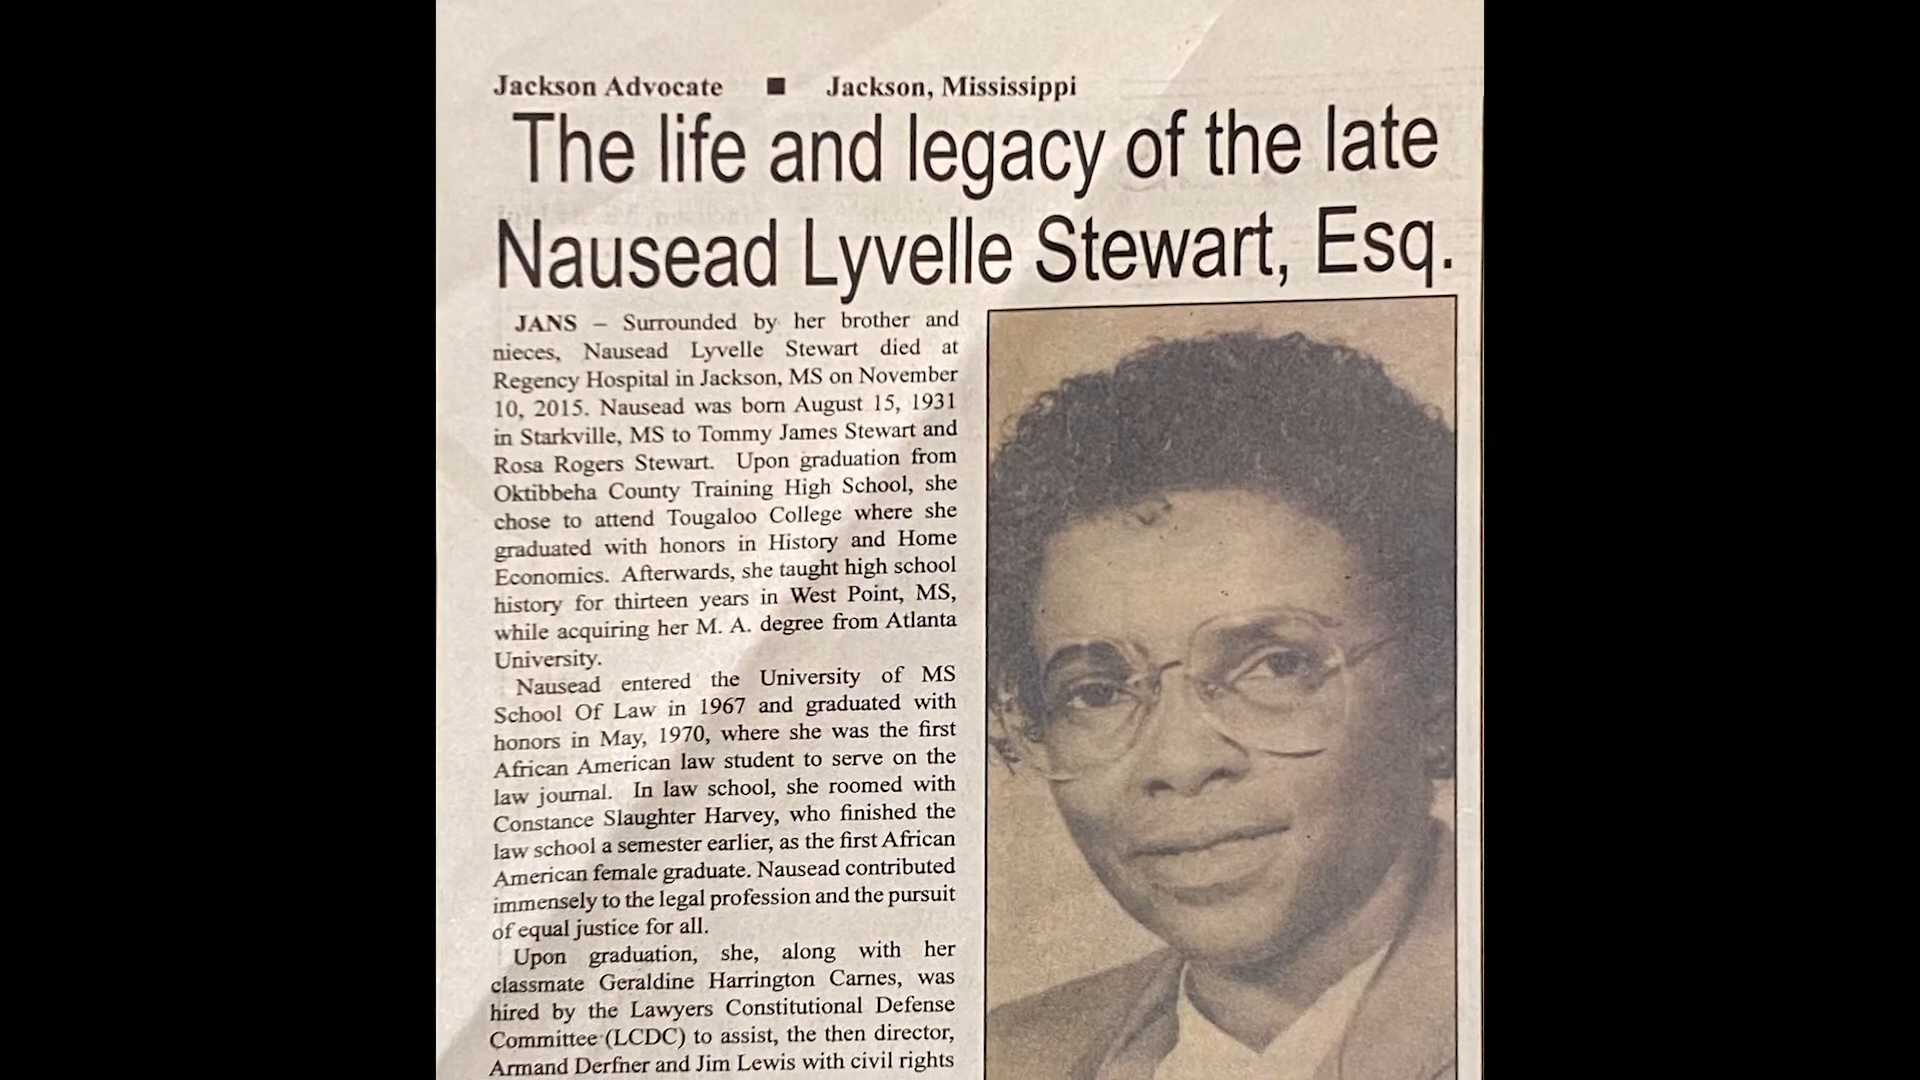 Jackson Advocate ■ Jackson, Mississippi
The life and legacy of the late
Nausead Lyvelle Stewart, Esq.
JANS – Surrounded by her brother and
nieces, Nausead Lyvelle Stewart died at
Regency Hospital in Jackson, MS on November
10, 2015. Nausead was born August 15, 1931
in Starkville, MS to Tommy James Stewart and
Rosa Rogers Stewart. Upon graduation from
Oktibbeha County Training High School, she
chose to attend Tougaloo College where she
graduated with honors in History and Home
Economics. Afterwards, she taught high school
history for thirteen years in West Point, MS,
while acquiring her M. A. degree from Atlanta
University.
Nausead entered the University of MS
School Of Law in 1967 and graduated with
honors in May, 1970, where she was the first
African American law student to serve on the
law journal. In law school, she roomed with
Constance Slaughter Harvey, who finished the
law school a semester earlier, as the first African
American female graduate. Nausead contributed
immensely to the legal profession and the pursuit
of equal justice for all.
Upon graduation, she, along with her
classmate Geraldine Harrington Carnes, was
hired by the Lawyers Constitutional Defense
Committee (LCDC) to assist, the then director,
Armand Derfner and Jim Lewis with civil rights